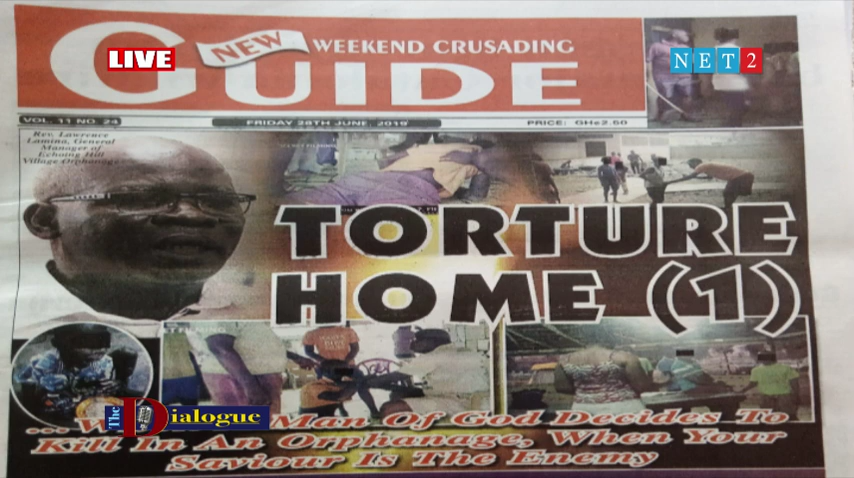 LIVE
NET2
NEW
WEEKEND CRUSADING
GUIDE
VOL. 11 NO. 24
FRIDAY 28TH JUNE, 2019
PRICE: GH¢2.50
Rev. Lawrence
Lamina, General
Manager of
Echoing Hill
Village Orphanage
TORTURE
HOME (1)
The Dialogue
Man Of God Decides To
Kill In An Orphanage, When Your
Saviour Is The Enemy